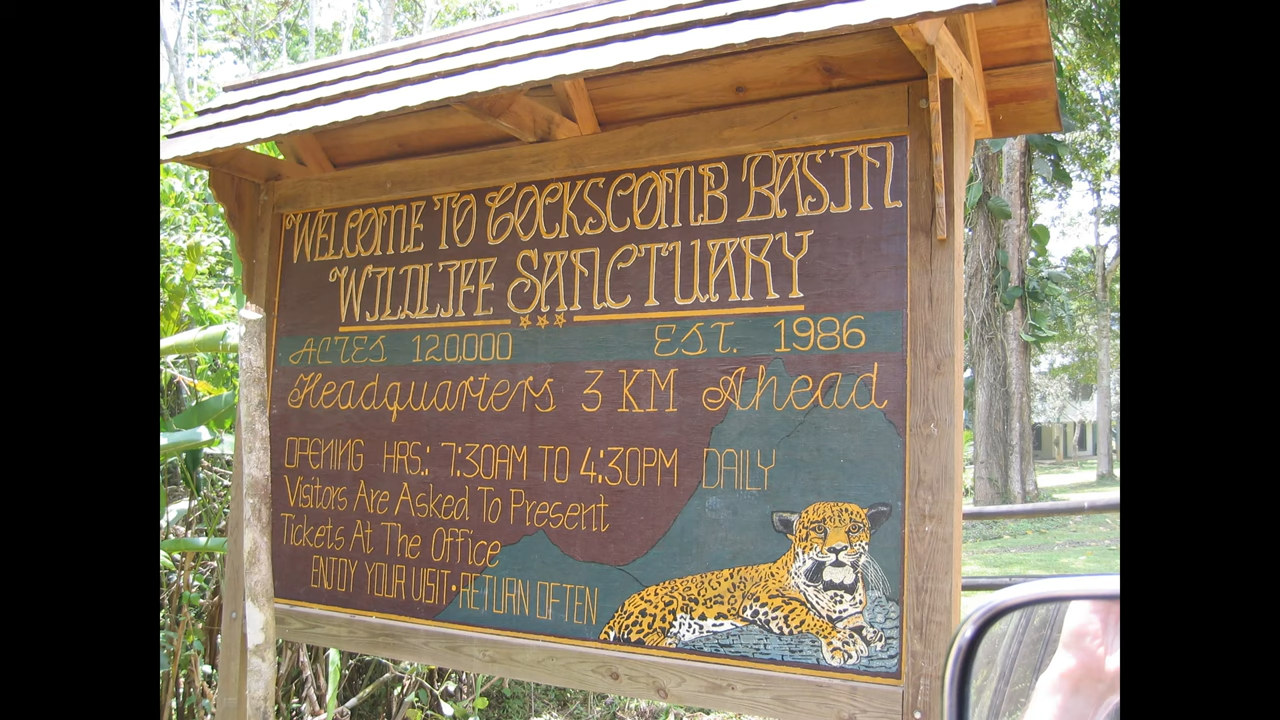 WELCOME TO COCKSCOMB BASIN
WILDLIFE SANCTUARY
ACRES 120,000 EST. 1986
Headquarters 3 KM Ahead
OPENING HRS.: 7:30AM TO 4:30PM DAILY
Visitors Are Asked To Present
Tickets At The Office
ENJOY YOUR VISIT • RETURN OFTEN